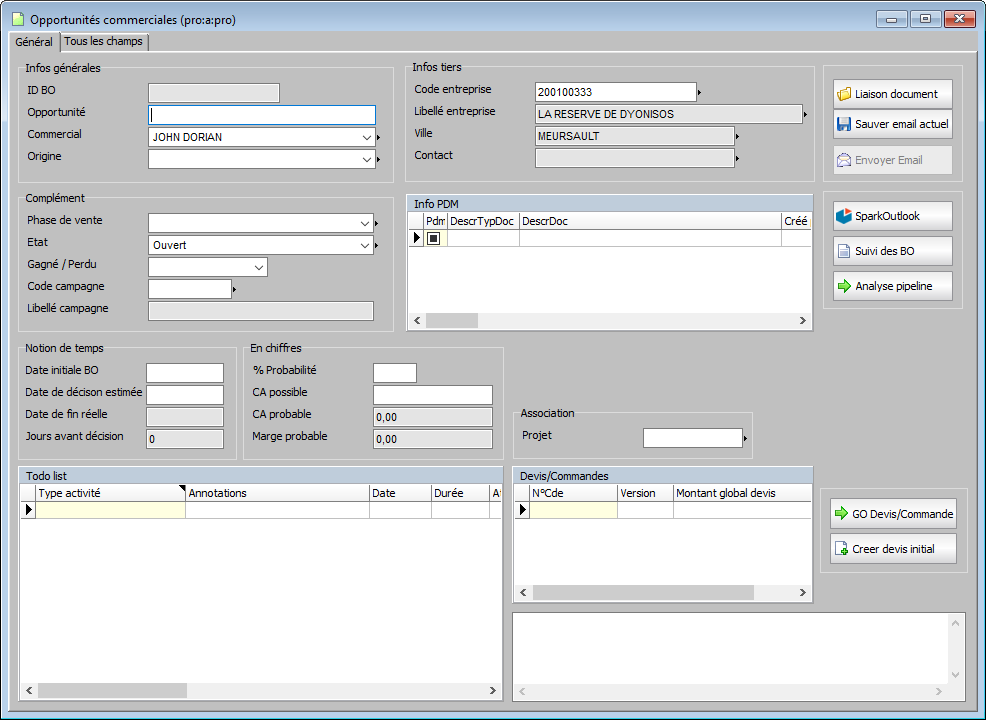 Opportunités commerciales (pro:a:pro)
Général
Tous les champs
Infos générales
ID BO
Opportunité
Commercial JOHN DORIAN
Origine
Infos tiers
Code entreprise 200100333
Libellé entreprise LA RESERVE DE DYONISOS
Ville MEURSAULT
Contact
Liaison document
Sauver email actuel
Envoyer Email
Complément
Phase de vente
Etat Ouvert
Gagné / Perdu
Code campagne
Libellé campagne
Info PDM
Pdm DescrTypDoc DescrDoc Créé
SparkOutlook
Suivi des BO
Analyse pipeline
Notion de temps
Date initiale BO
Date de décison estimée
Date de fin réelle
Jours avant décision 0
En chiffres
% Probabilité
CA possible
CA probable 0,00
Marge probable 0,00
Association
Projet
Todo list
Type activité Annotations Date Durée
Devis/Commandes
N°Cde Version Montant global devis
GO Devis/Commande
Creer devis initial